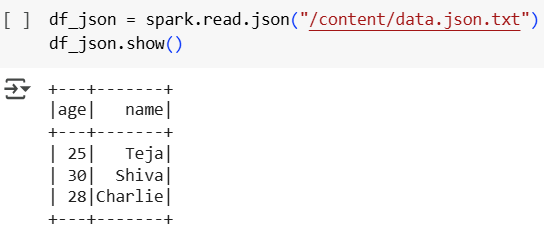 [ ] df_json = spark.read.json("/content/data.json.txt")
df_json.show()
+---+-------+
|age|   name|
+---+-------+
| 25|   Teja|
| 30|  Shiva|
| 28|Charlie|
+---+-------+